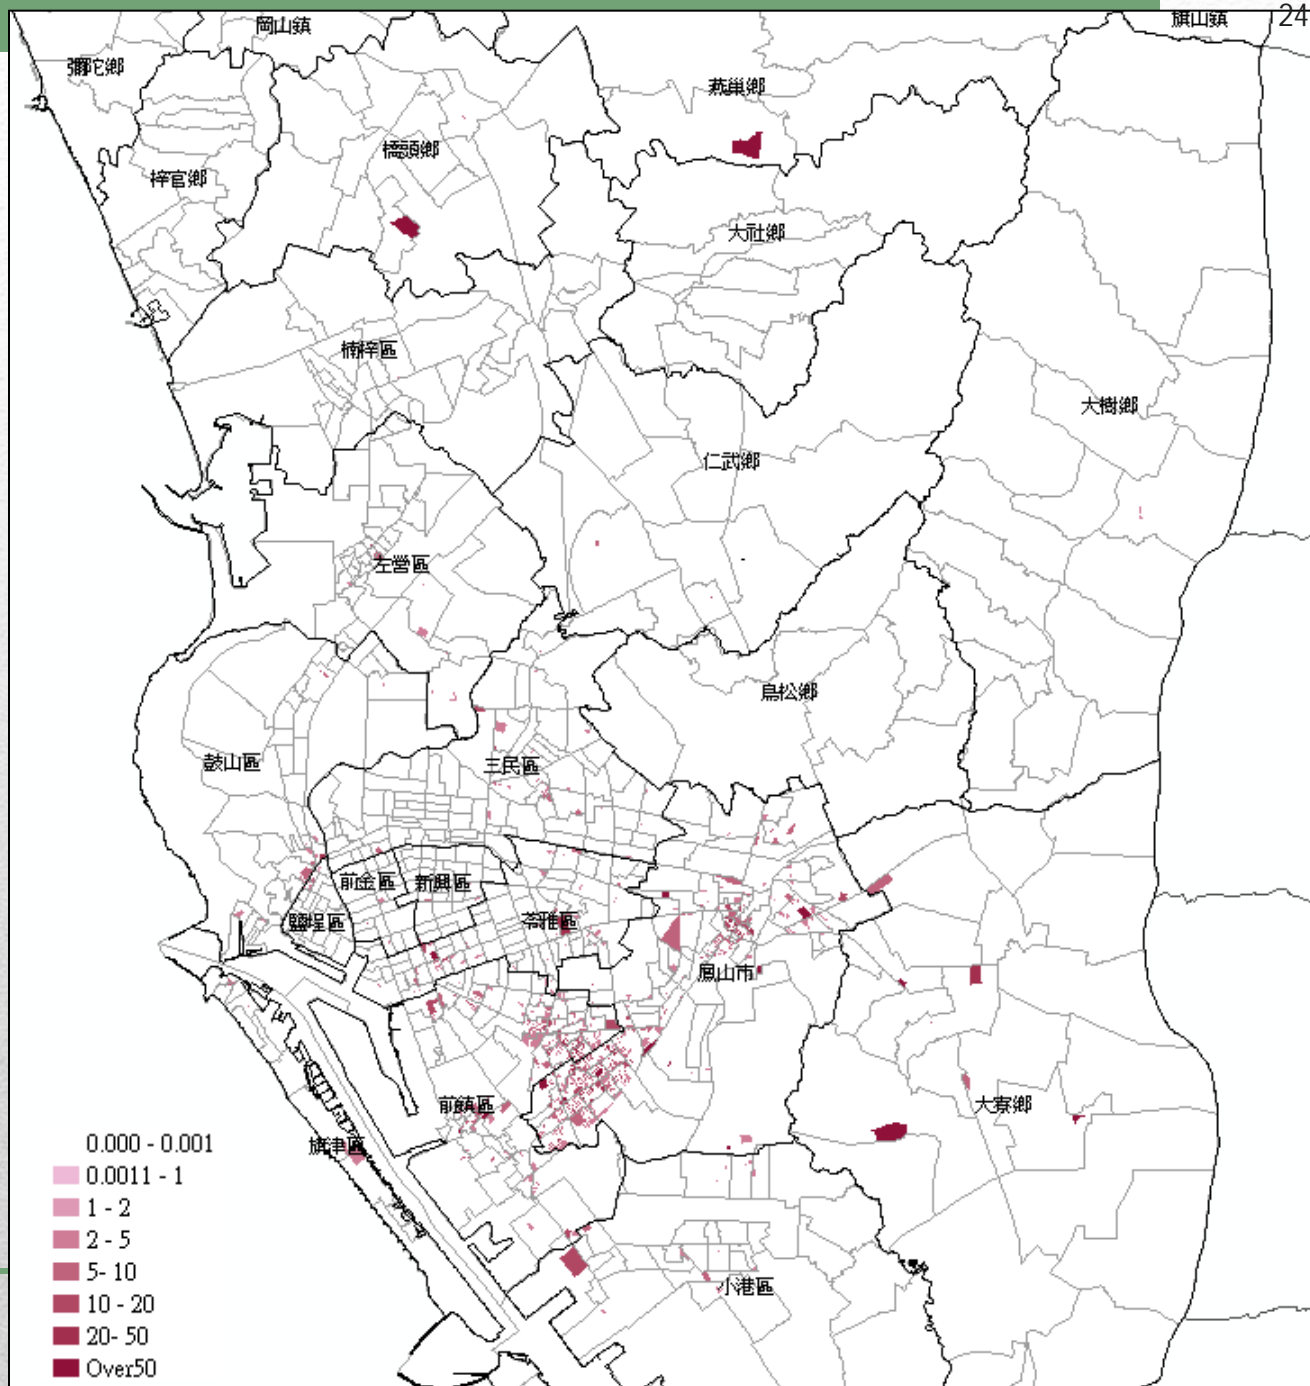 24
旗山鎮
岡山鎮
彌陀鄉
燕巢鄉
橋頭鄉
梓官鄉
大社鄉
楠梓區
大樹鄉
仁武鄉
左營區
鳥松鄉
鼓山區
三民區
前金區
新興區
鹽埕區
苓雅區
鳳山市
前鎮區
大寮鄉
旗津區
小港區
0.000 - 0.001
0.0011 - 1
1 - 2
2 - 5
5- 10
10 - 20
20- 50
Over50